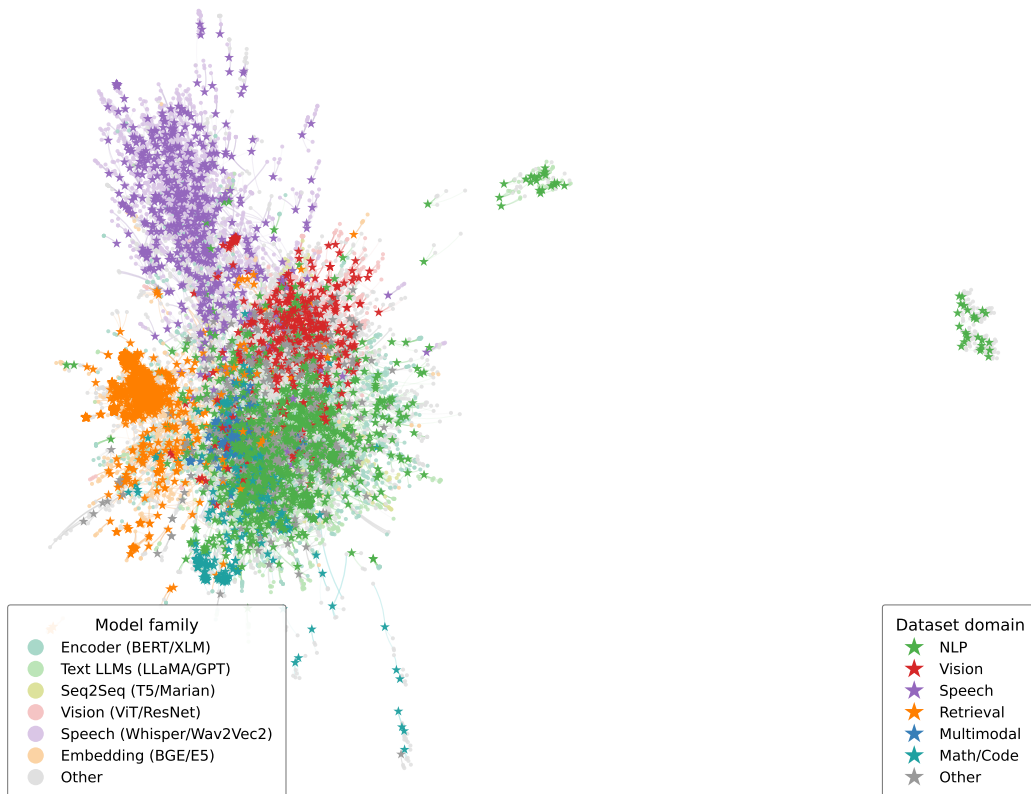 Model family
Encoder (BERT/XLM)
Text LLMs (LLaMA/GPT)
Seq2Seq (T5/Marian)
Vision (ViT/ResNet)
Speech (Whisper/Wav2Vec2)
Embedding (BGE/E5)
Other
Dataset domain
NLP
Vision
Speech
Retrieval
Multimodal
Math/Code
Other